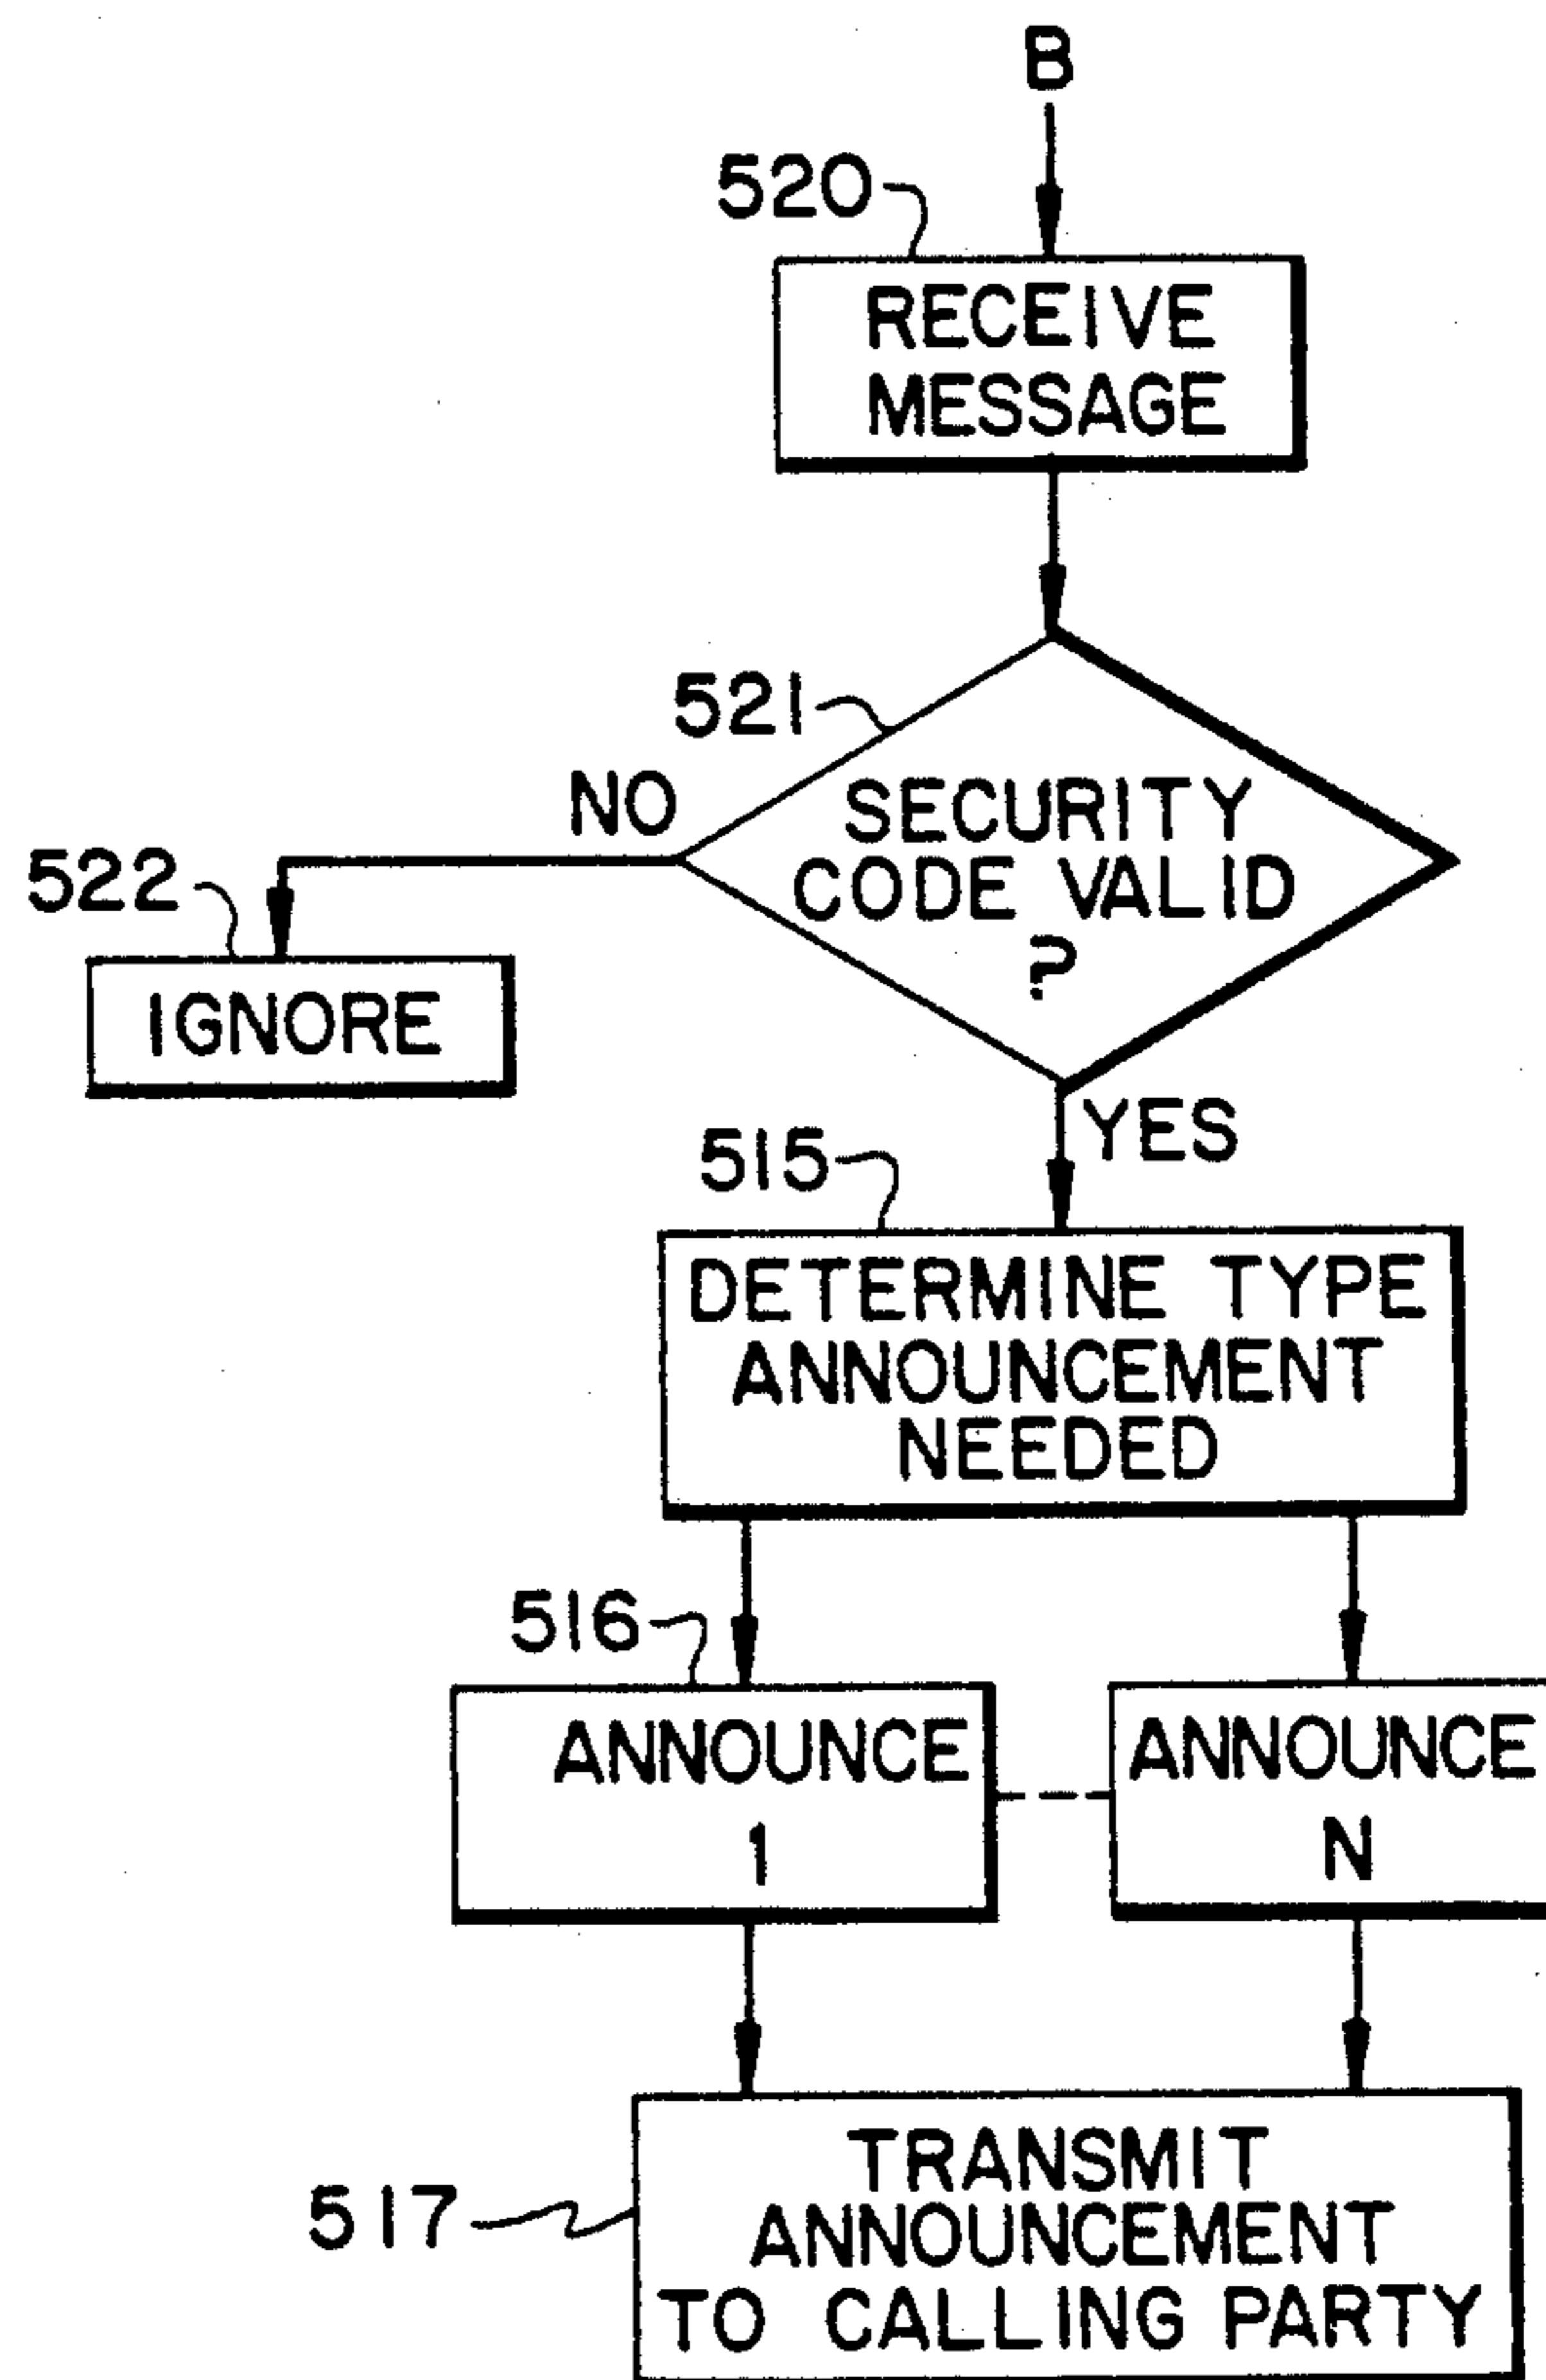 B
520
RECEIVE
MESSAGE
521
NO
SECURITY
CODE VALID
?
522
IGNORE
YES
515
DETERMINE TYPE
ANNOUNCEMENT
NEEDED
516
ANNOUNCE
1
ANNOUNCE
N
517
TRANSMIT
ANNOUNCEMENT
TO CALLING PARTY